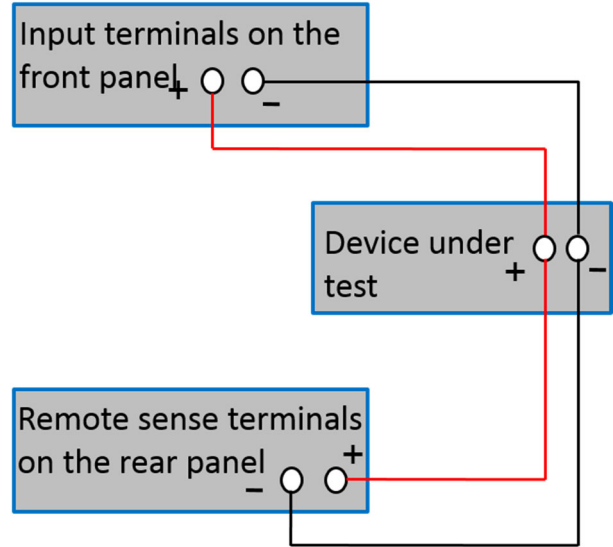 Input terminals on the
front panel
+
–
Device under
test
+
–
Remote sense terminals
on the rear panel
–
+